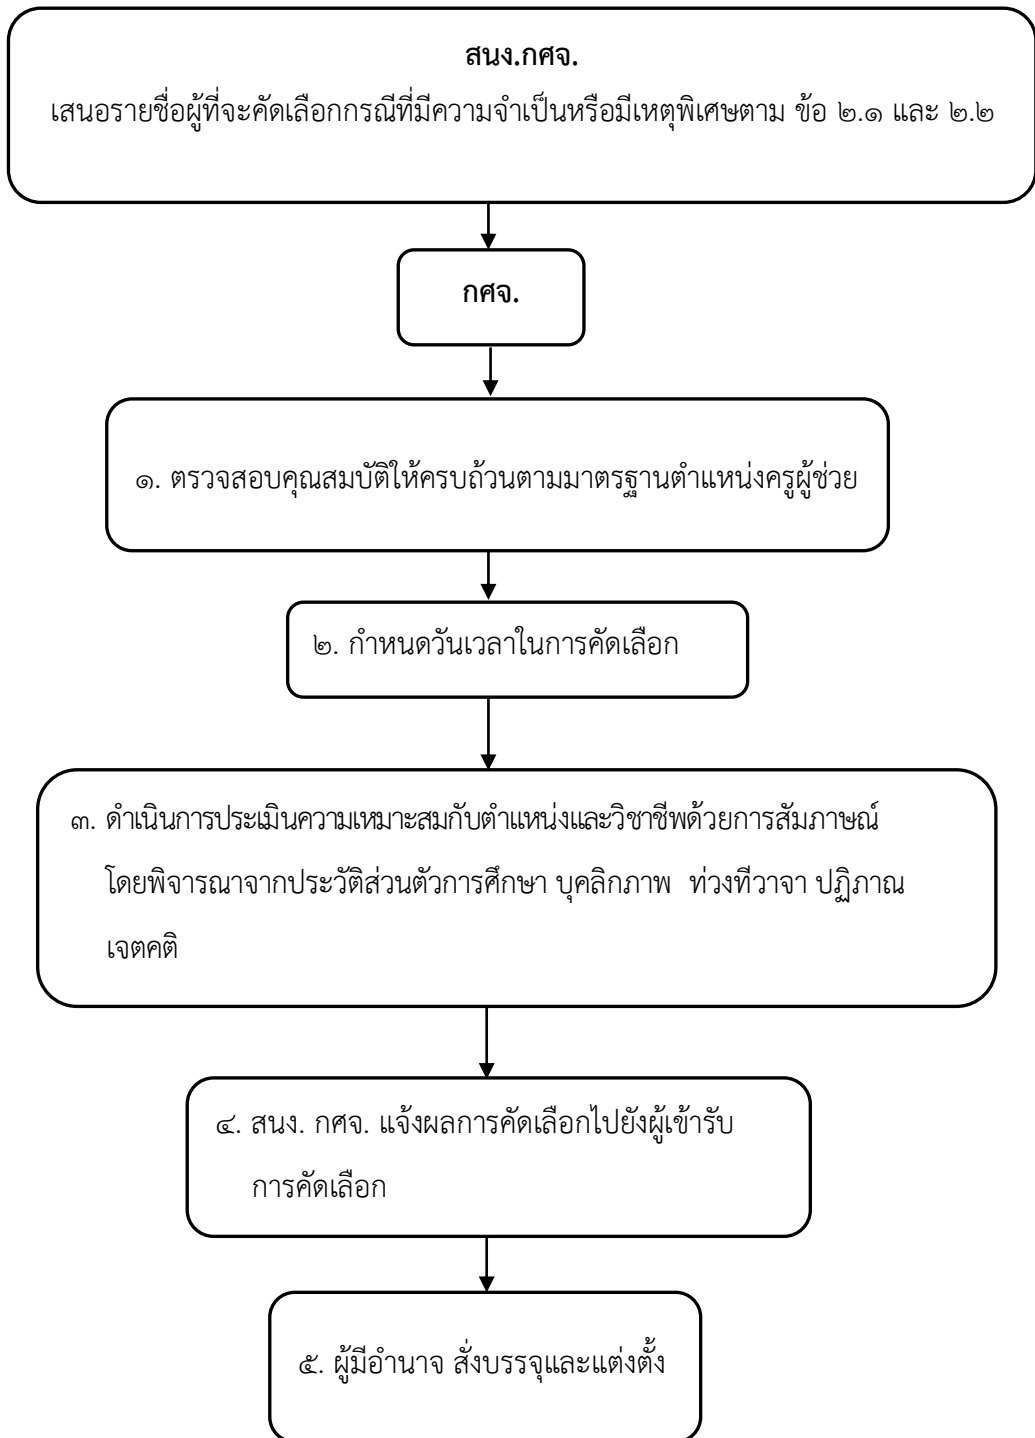 สนง.กศจ.
เสนอรายชื่อผู้ที่จะคัดเลือกกรณีที่มีความจำเป็นหรือมีเหตุพิเศษตาม ข้อ ๒.๑ และ ๒.๒
กศจ.
๑. ตรวจสอบคุณสมบัติให้ครบถ้วนตามมาตรฐานตำแหน่งครูผู้ช่วย
๒. กำหนดวันเวลาในการคัดเลือก
๓. ดำเนินการประเมินความเหมาะสมกับตำแหน่งและวิชาชีพด้วยการสัมภาษณ์
โดยพิจารณาจากประวัติส่วนตัวการศึกษา บุคลิกภาพ ท่วงทีวาจา ปฏิภาณ
เจตคติ
๔. สนง. กศจ. แจ้งผลการคัดเลือกไปยังผู้เข้ารับ
การคัดเลือก
๕. ผู้มีอำนาจ สั่งบรรจุและแต่งตั้ง